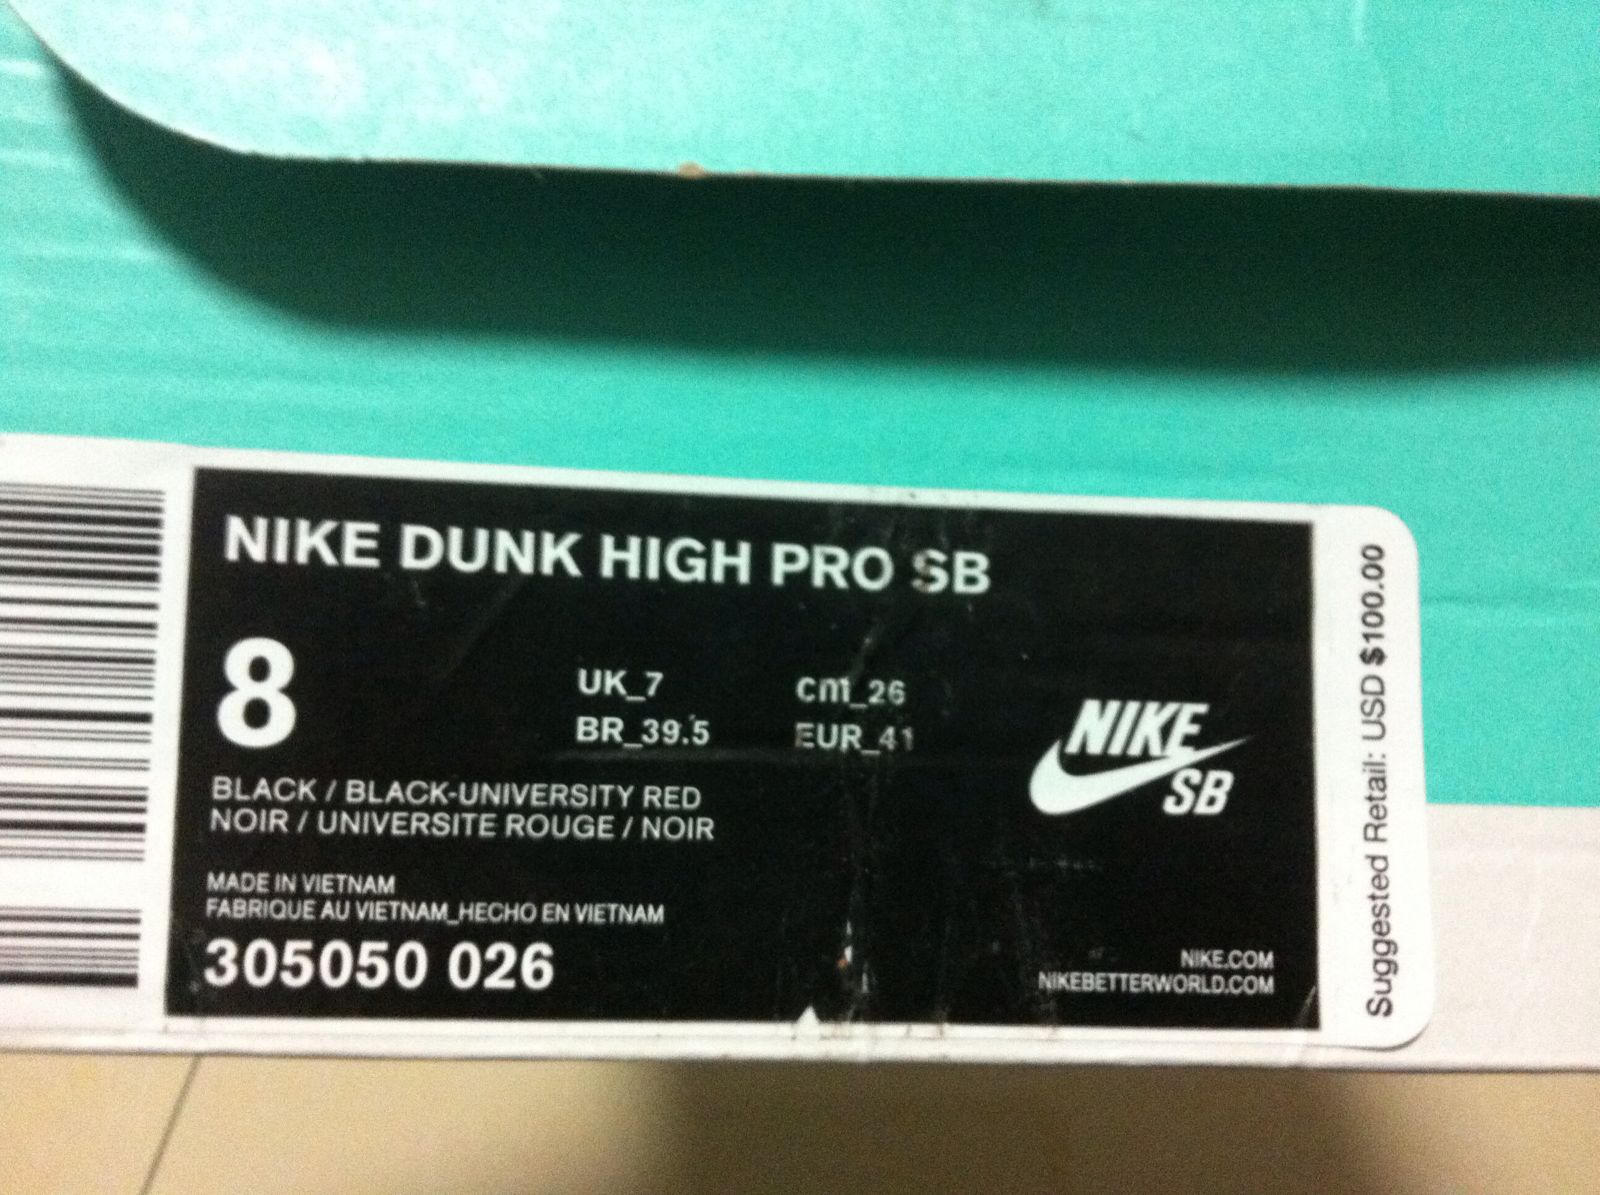 NIKE DUNK HIGH PRO SB
8
UK_7
cm_26
BR_39.5
EUR_41
NIKE
SB
BLACK / BLACK-UNIVERSITY RED
NOIR / UNIVERSITE ROUGE / NOIR
MADE IN VIETNAM
FABRIQUE AU VIETNAM_HECHO EN VIETNAM
305050 026
NIKE.COM
NIKEBETTERWORLD.COM
Suggested Retail: USD $100.00